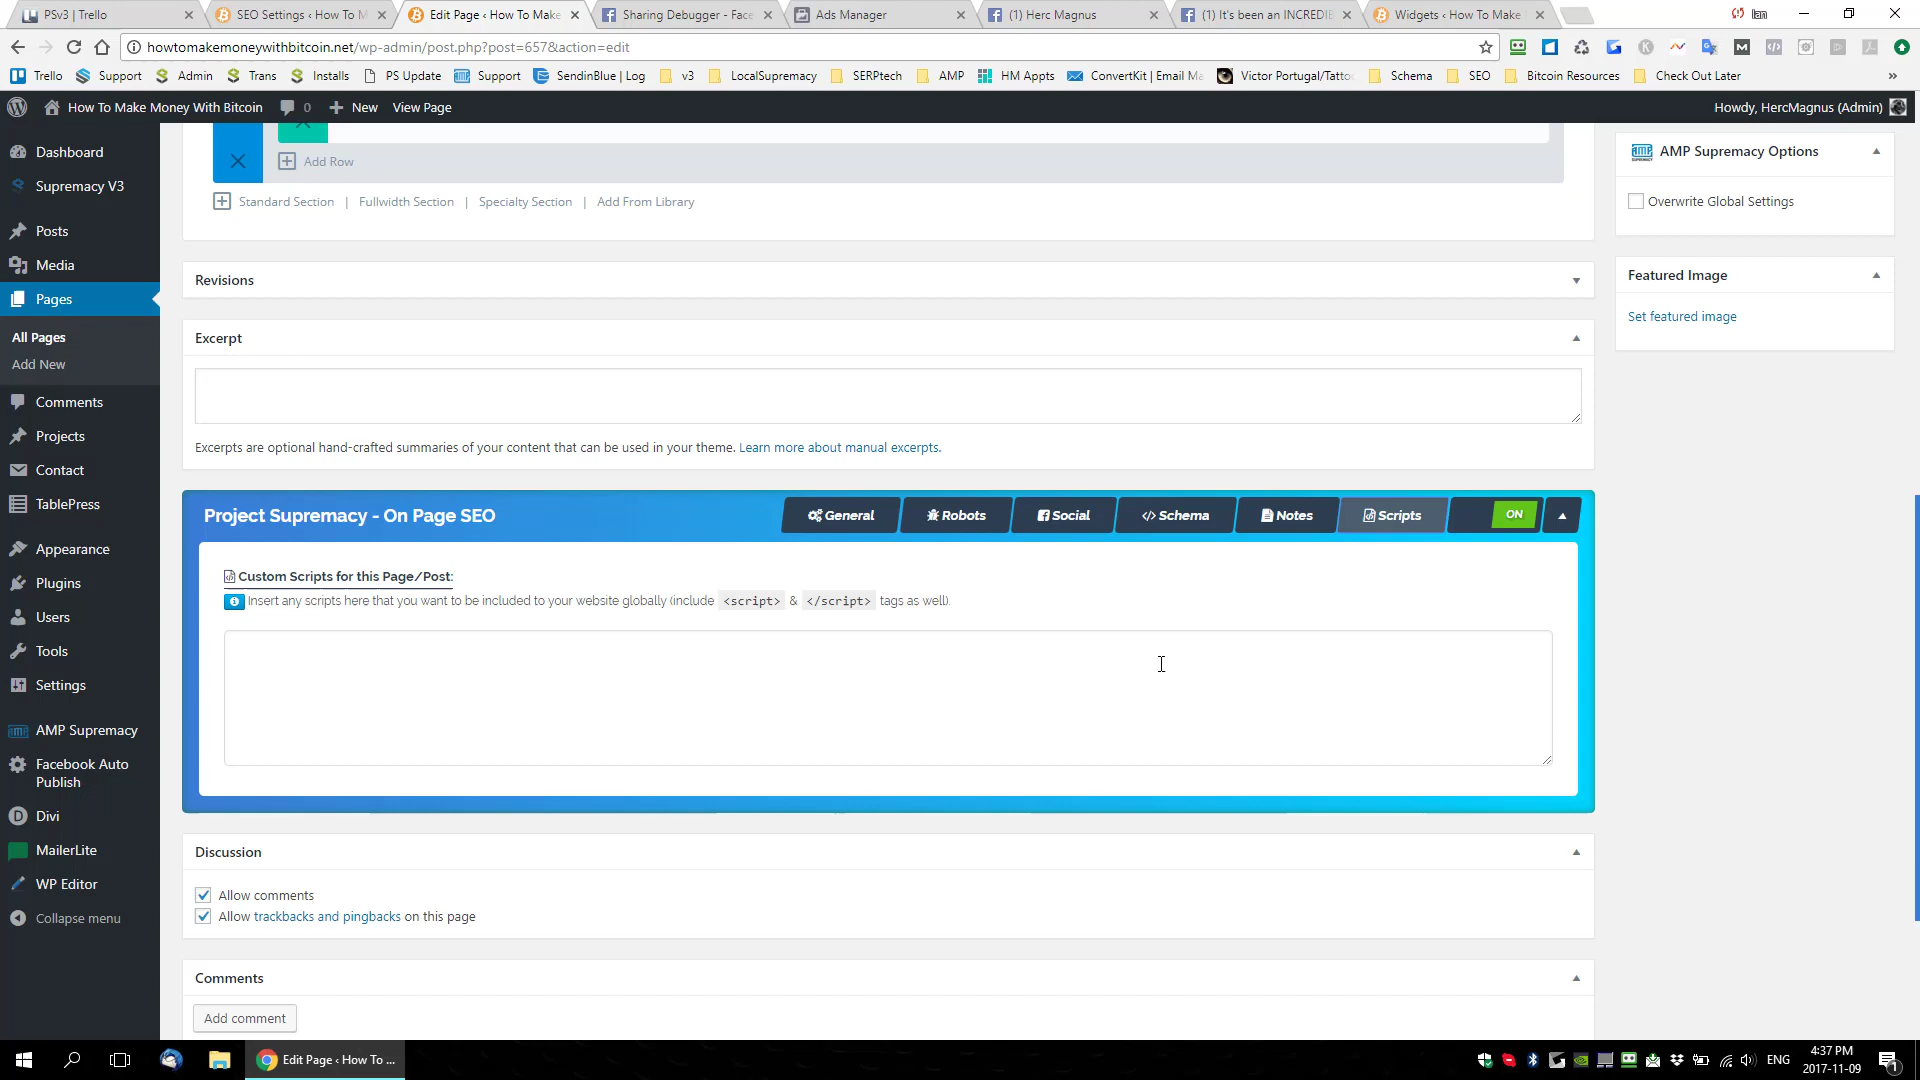 PSv3 | Trello
SEO Settings ‹ How To M
Edit Page ‹ How To Make
Sharing Debugger - Face
Ads Manager
(1) Herc Magnus
(1) It's been an INCREDIB
Widgets ‹ How To Make
howtomakemoneywithbitcoin.net/wp-admin/post.php?post=657&action=edit
Trello
Support
Admin
Trans
Installs
PS Update
Support
SendinBlue | Log
v3
LocalSupremacy
SERPtech
AMP
HM Appts
ConvertKit | Email Ma
Victor Portugal/Tattoo
Schema
SEO
Bitcoin Resources
Check Out Later
How To Make Money With Bitcoin
0
New
View Page
Howdy, HercMagnus (Admin)
Dashboard
Supremacy V3
Posts
Media
Pages
All Pages
Add New
Comments
Projects
Contact
TablePress
Appearance
Plugins
Users
Tools
Settings
AMP Supremacy
Facebook Auto
Publish
Divi
MailerLite
WP Editor
Collapse menu
Add Row
Standard Section | Fullwidth Section | Specialty Section | Add From Library
Revisions
Excerpt
Excerpts are optional hand-crafted summaries of your content that can be used in your theme. Learn more about manual excerpts.
Project Supremacy - On Page SEO
General
Robots
Social
</> Schema
Notes
Scripts
ON
Custom Scripts for this Page/Post:
Insert any scripts here that you want to be included to your website globally (include <script> & </script> tags as well).
Discussion
Allow comments
Allow trackbacks and pingbacks on this page
Comments
Add comment
AMP Supremacy Options
Overwrite Global Settings
Featured Image
Set featured image
Edit Page ‹ How To ...
ENG
4:37 PM
2017-11-09
1